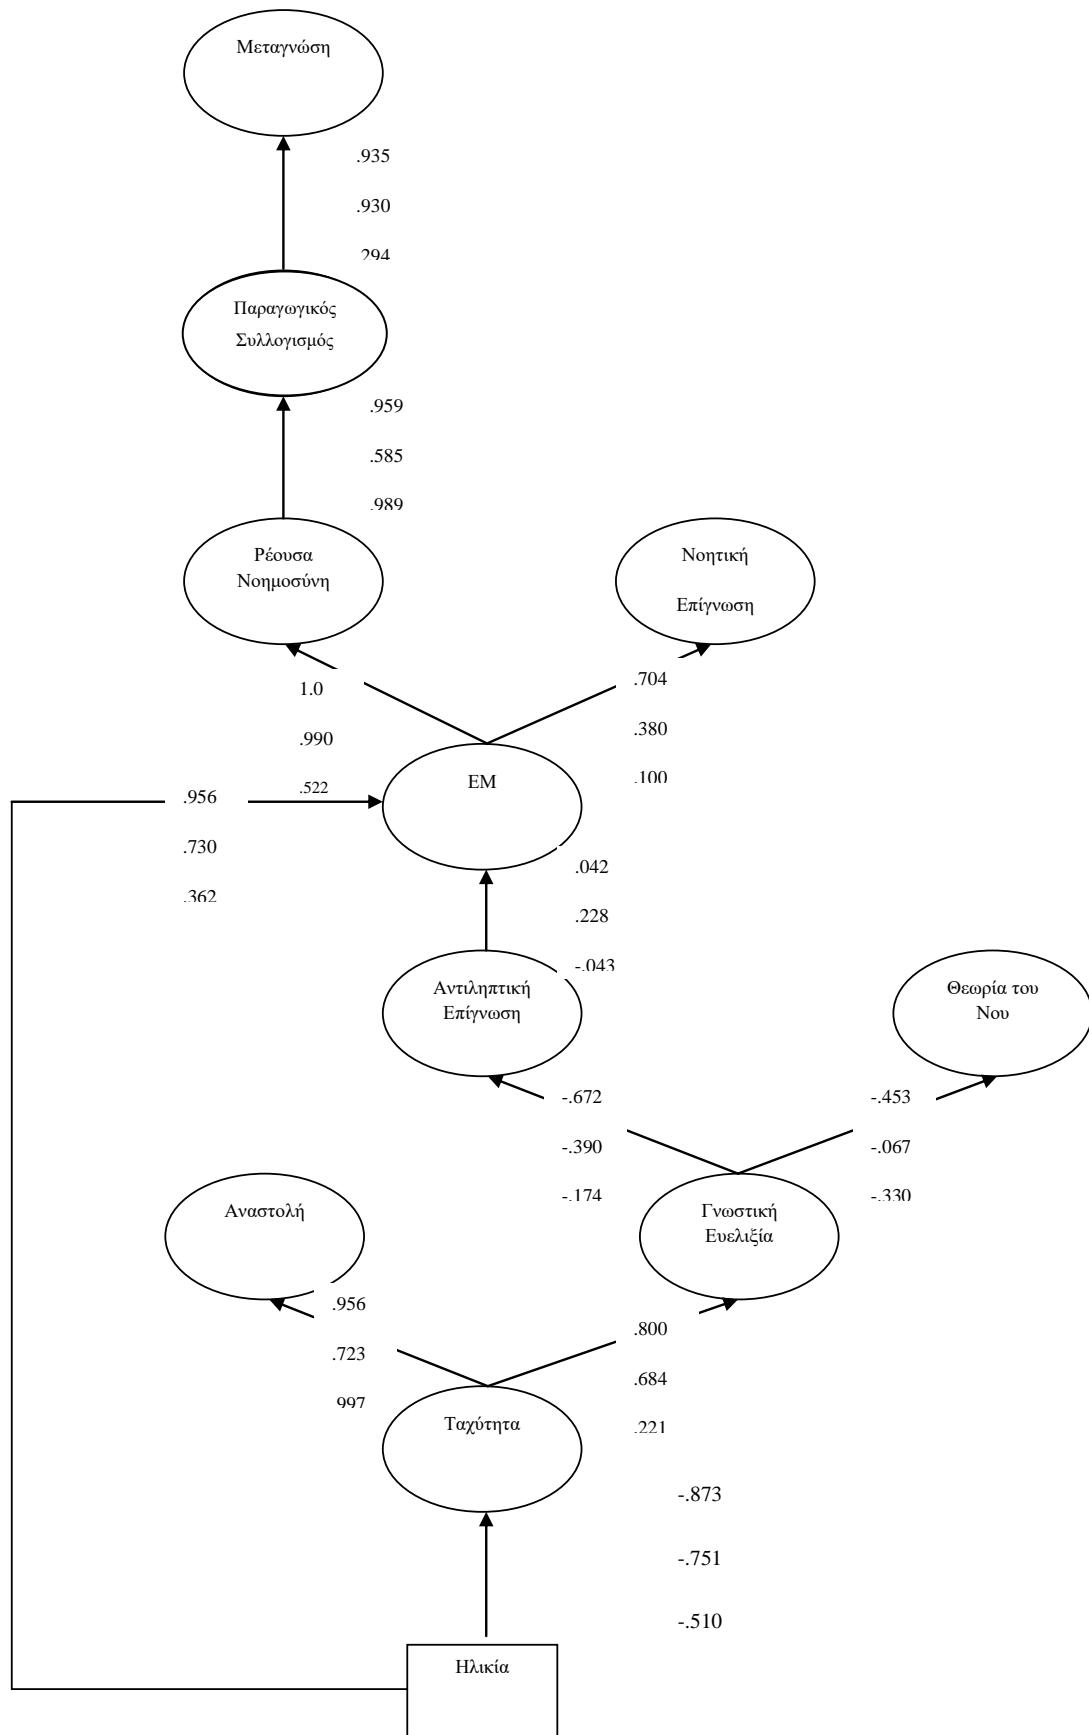 Μεταγνώση
.935
.930
.294
Παραγωγικός
Συλλογισμός
.959
.585
.989
Ρέουσα
Νοημοσύνη
Νοητική
Επίγνωση
1.0
.990
.522
.704
.380
.100
ΕΜ
.956
.730
.362
.042
.228
-.043
Αντιληπτική
Επίγνωση
Θεωρία του
Νου
-.672
-.390
-.174
-.453
-.067
-.330
Αναστολή
Γνωστική
Ευελιξία
.956
.723
.997
.800
.684
.221
Ταχύτητα
-.873
-.751
-.510
Ηλικία